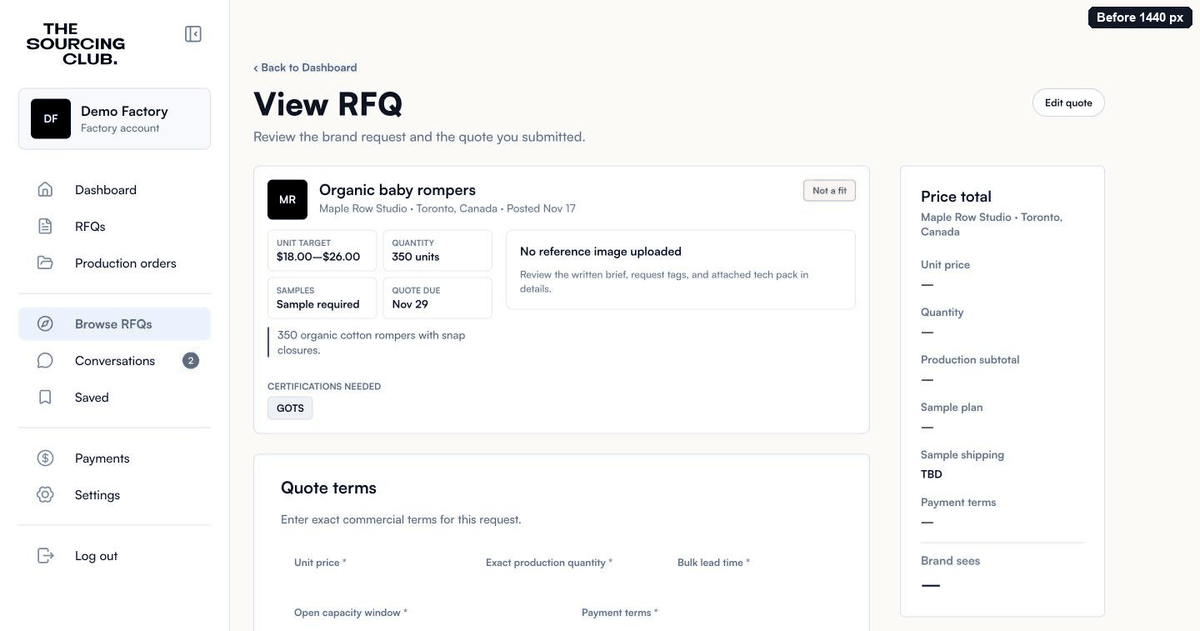 Before 1440 px
THE
SOURCING
CLUB.
DF
Demo Factory
Factory account
Dashboard
RFQs
Production orders
Browse RFQs
Conversations 2
Saved
Payments
Settings
Log out
‹ Back to Dashboard
View RFQ
Review the brand request and the quote you submitted.
Edit quote
MR
Organic baby rompers
Maple Row Studio • Toronto, Canada • Posted Nov 17
Not a fit
UNIT TARGET
$18.00–$26.00
QUANTITY
350 units
SAMPLES
Sample required
QUOTE DUE
Nov 29
No reference image uploaded
Review the written brief, request tags, and attached tech pack in
details.
350 organic cotton rompers with snap
closures.
CERTIFICATIONS NEEDED
GOTS
Quote terms
Enter exact commercial terms for this request.
Unit price *
Exact production quantity *
Bulk lead time *
Open capacity window *
Payment terms *
Price total
Maple Row Studio • Toronto,
Canada
Unit price
—
Quantity
—
Production subtotal
—
Sample plan
—
Sample shipping
TBD
Payment terms
—
Brand sees
—